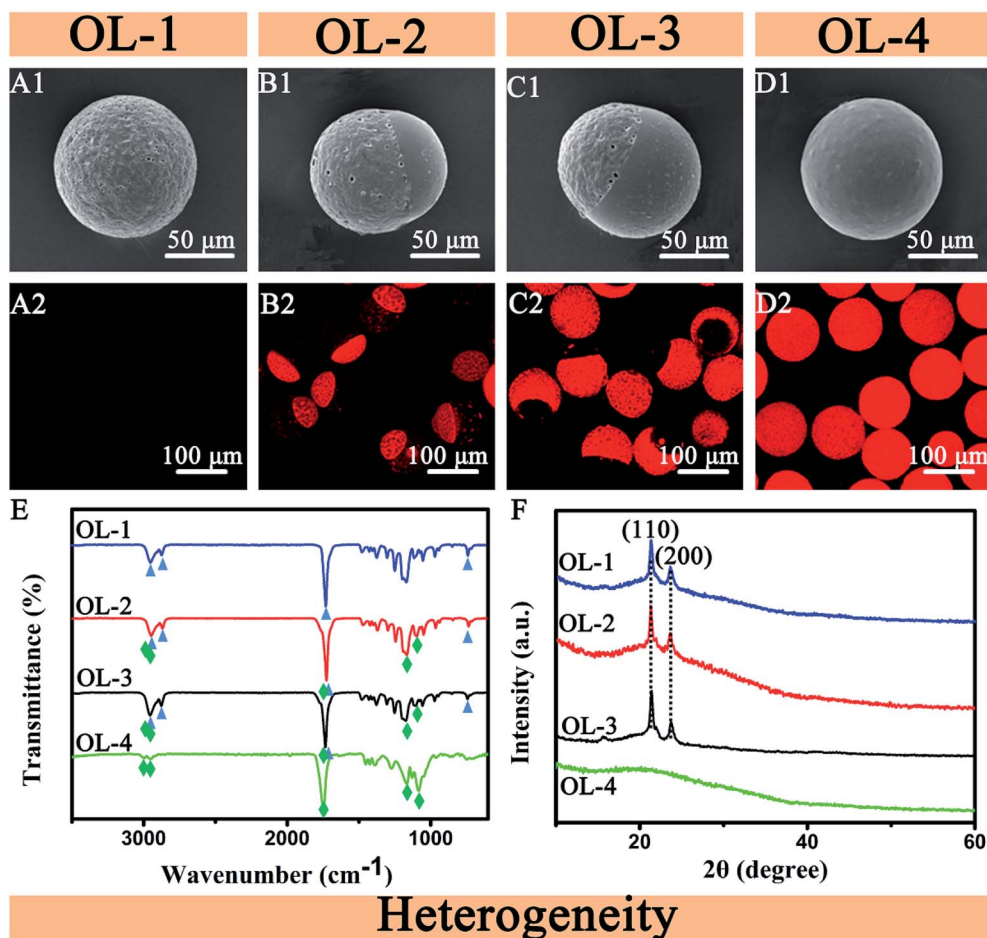 OL-1 OL-2 OL-3 OL-4
A1 B1 C1 D1
50 μm 50 μm 50 μm 50 μm
A2 B2 C2 D2
100 μm 100 μm 100 μm 100 μm
E
OL-1
OL-2
OL-3
OL-4
Transmittance (%)
3000 2000 1000
Wavenumber (cm-1)
F
(110)
(200)
OL-1
OL-2
OL-3
OL-4
Intensity (a.u.)
20 40 60
2θ (degree)
Heterogeneity